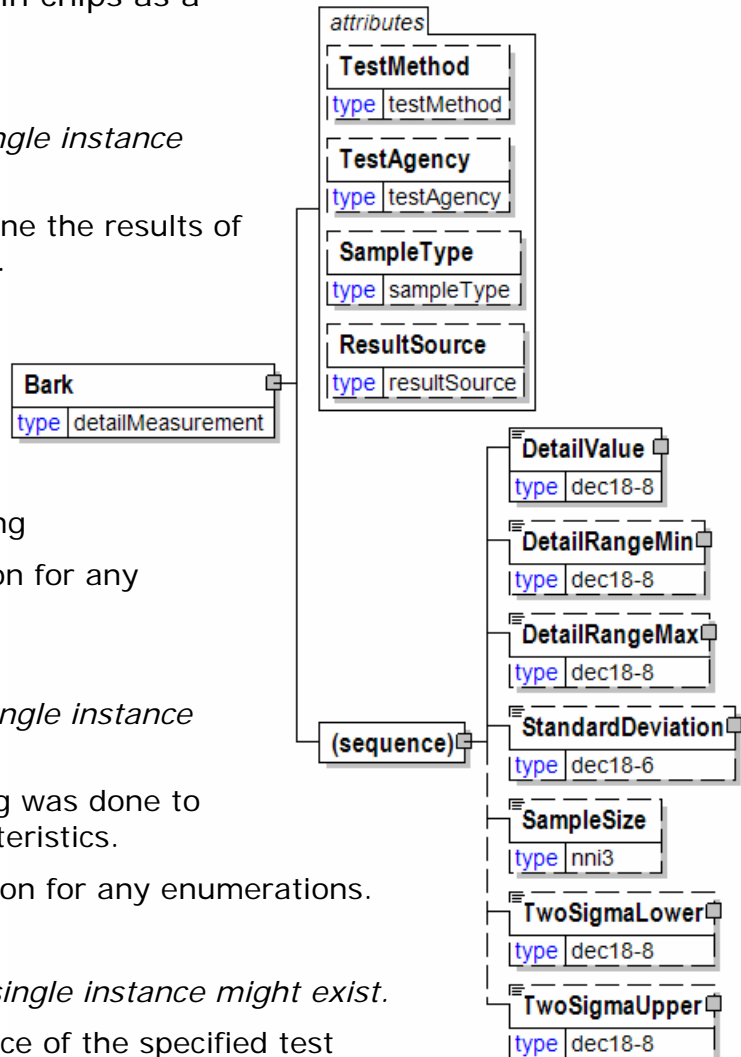 in chips as a
ngle instance
ne the results of
.
ng
on for any
ngle instance
g was done to
teristics.
on for any enumerations.
single instance might exist.
ce of the specified test
attributes
TestMethod
type testMethod
TestAgency
type testAgency
SampleType
type sampleType
ResultSource
type resultSource
Bark
type detailMeasurement
(sequence)
DetailValue
type dec18-8
DetailRangeMin
type dec18-8
DetailRangeMax
type dec18-8
StandardDeviation
type dec18-6
SampleSize
type nni3
TwoSigmaLower
type dec18-8
TwoSigmaUpper
type dec18-8